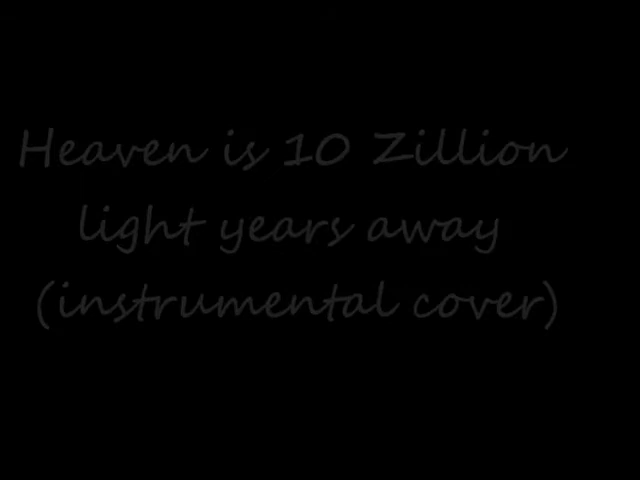 Heaven is 10 Zillion
light years away
(instrumental cover)